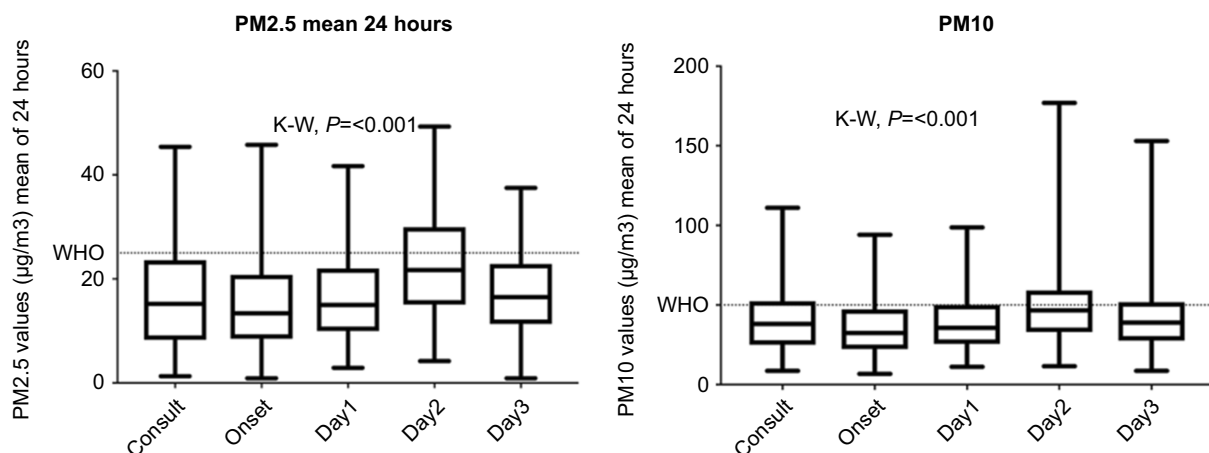 PM2.5 mean 24 hours
PM2.5 values (µg/m3) mean of 24 hours
60
40
20
0
WHO
K-W, P=<0.001
Consult
Onset
Day1
Day2
Day3
PM10
PM10 values (µg/m3) mean of 24 hours
200
150
100
50
0
WHO
K-W, P=<0.001
Consult
Onset
Day1
Day2
Day3